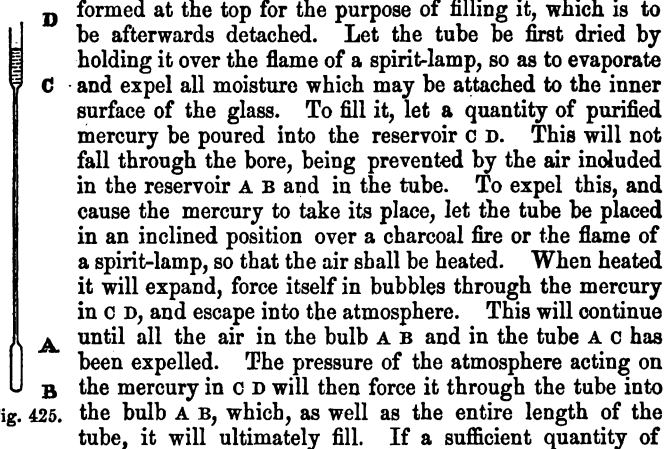 D
formed at the top for the purpose of filling it, which is to
be afterwards detached. Let the tube be first dried by
holding it over the flame of a spirit-lamp, so as to evaporate
C
and expel all moisture which may be attached to the inner
surface of the glass. To fill it, let a quantity of purified
mercury be poured into the reservoir C D. This will not
fall through the bore, being prevented by the air included
in the reservoir A B and in the tube. To expel this, and
cause the mercury to take its place, let the tube be placed
in an inclined position over a charcoal fire or the flame of
a spirit-lamp, so that the air shall be heated. When heated
it will expand, force itself in bubbles through the mercury
in C D, and escape into the atmosphere. This will continue
A
until all the air in the bulb A B and in the tube A C has
been expelled. The pressure of the atmosphere acting on
B
the mercury in C D will then force it through the tube into
ig. 425.
the bulb A B, which, as well as the entire length of the
tube, it will ultimately fill. If a sufficient quantity of